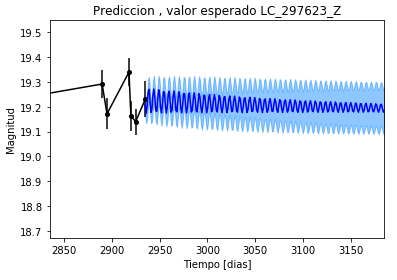 Prediccion , valor esperado LC_297623_Z
19.5
19.4
19.3
19.2
19.1
19.0
18.9
18.8
18.7
Magnitud
2850 2900 2950 3000 3050 3100 3150
Tiempo [dias]